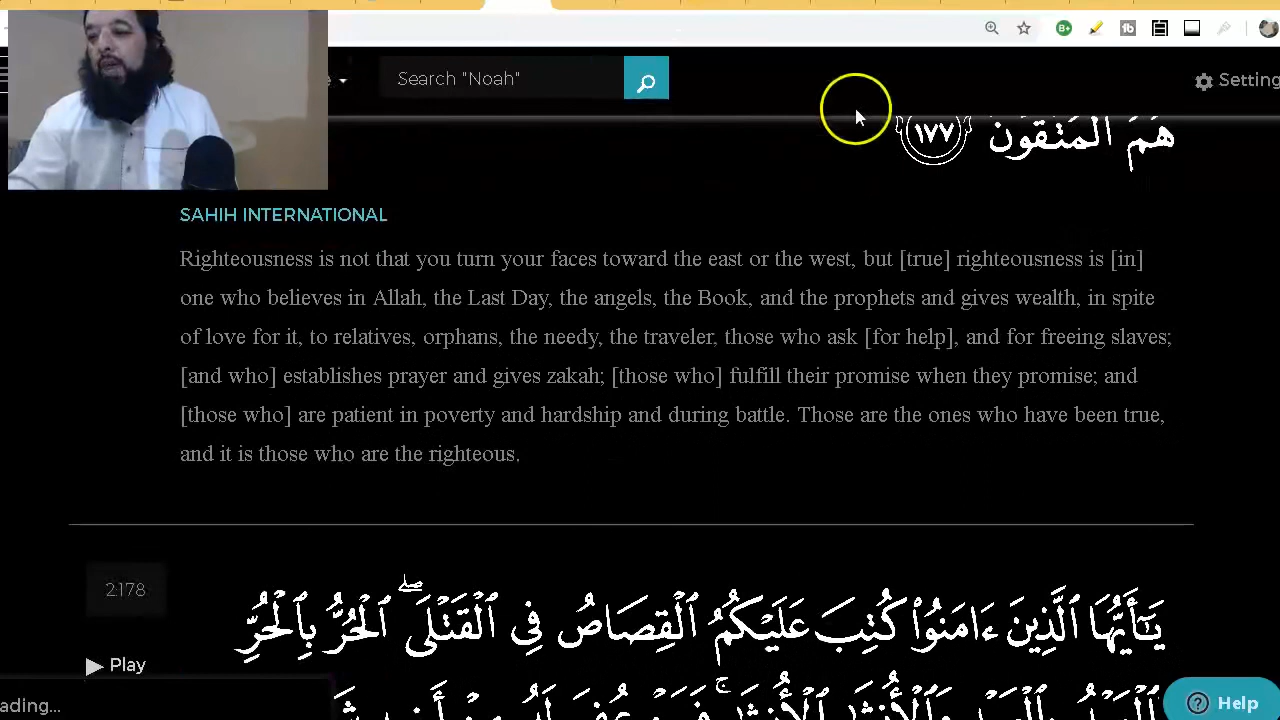 Search "Noah"
Setting
هُمُ الْمُتَّقُونَ ١٧٧
SAHIH INTERNATIONAL
Righteousness is not that you turn your faces toward the east or the west, but [true] righteousness is [in]
one who believes in Allah, the Last Day, the angels, the Book, and the prophets and gives wealth, in spite
of love for it, to relatives, orphans, the needy, the traveler, those who ask [for help], and for freeing slaves;
[and who] establishes prayer and gives zakah; [those who] fulfill their promise when they promise; and
[those who] are patient in poverty and hardship and during battle. Those are the ones who have been true,
and it is those who are the righteous.
2:178
يَٰٓأَيُّهَا ٱلَّذِينَ ءَامَنُوا۟ كُتِبَ عَلَيْكُمُ ٱلْقِصَاصُ فِى ٱلْقَتْلَى ۖ ٱلْحُرُّ بِٱلْحُرِّ
Play
ading...
Help